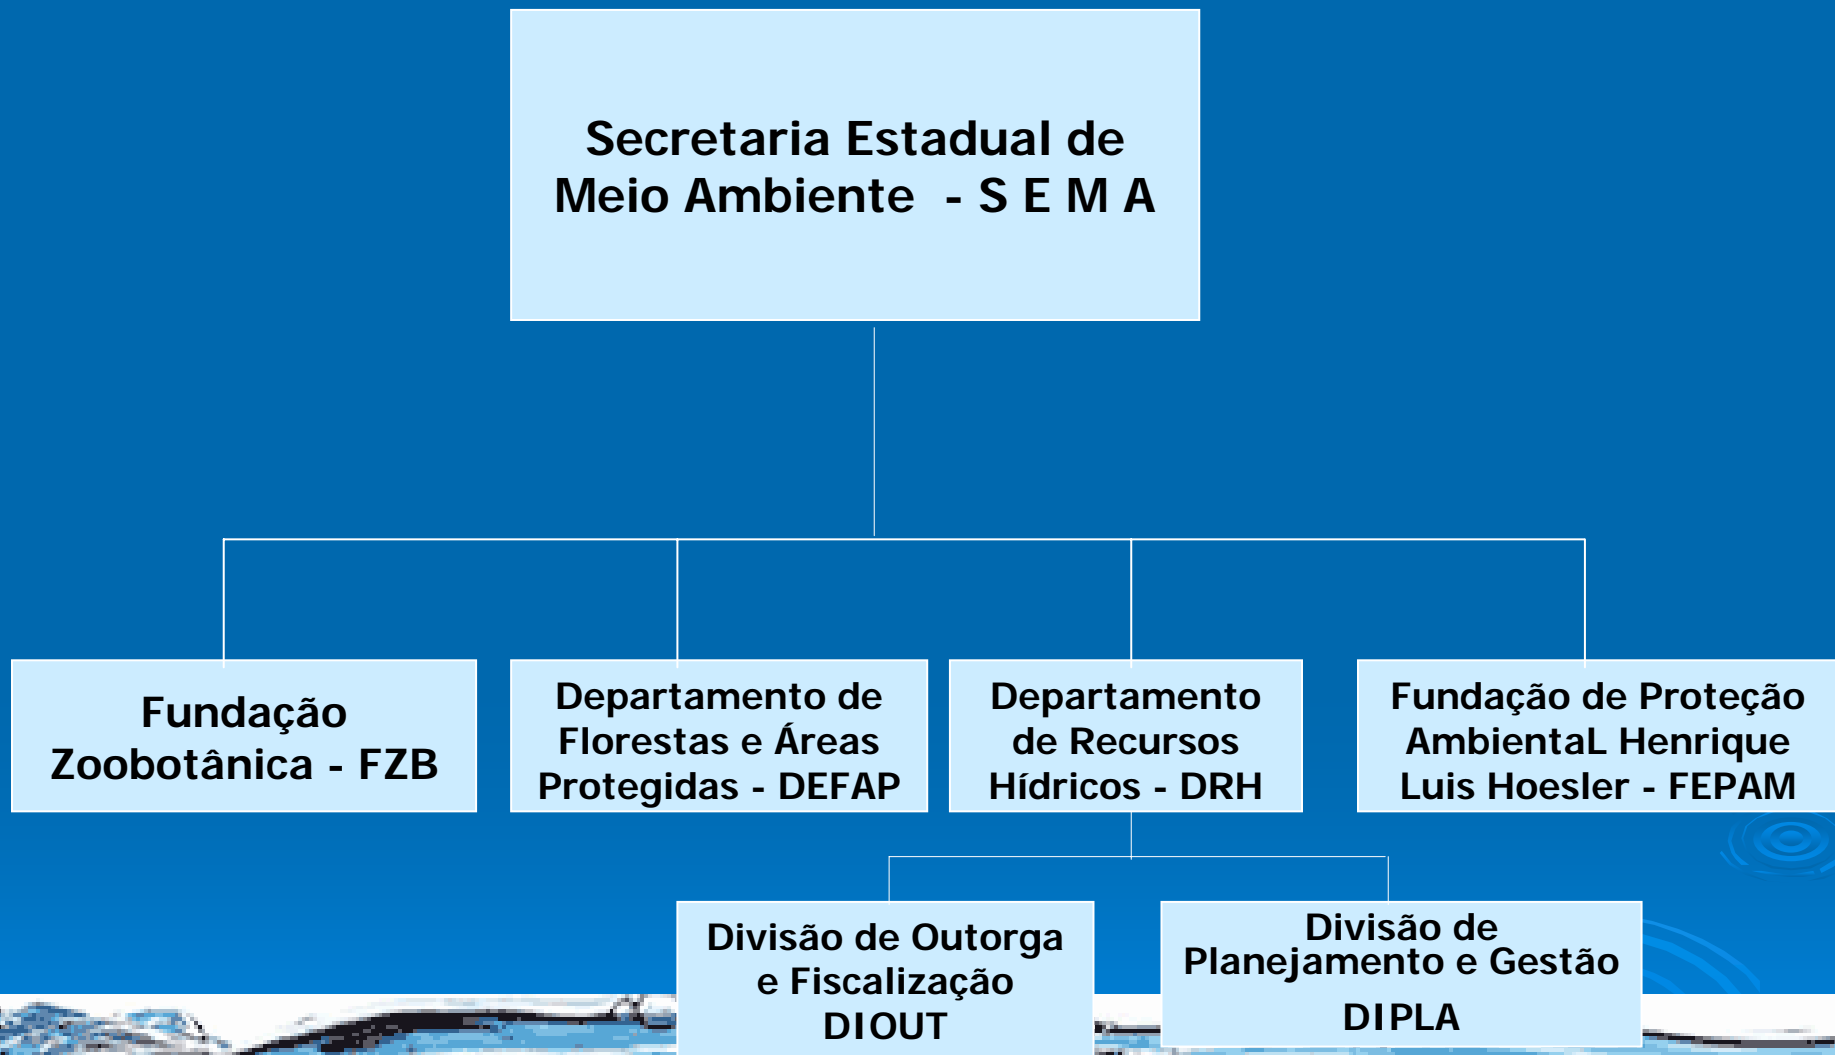 Secretaria Estadual de
Meio Ambiente - S E M A
Fundação
Zoobotânica - FZB
Departamento de
Florestas e Áreas
Protegidas - DEFAP
Departamento
de Recursos
Hídricos - DRH
Fundação de Proteção
AmbientaL Henrique
Luis Hoesler - FEPAM
Divisão de Outorga
e Fiscalização
DIOUT
Divisão de
Planejamento e Gestão
DIPLA